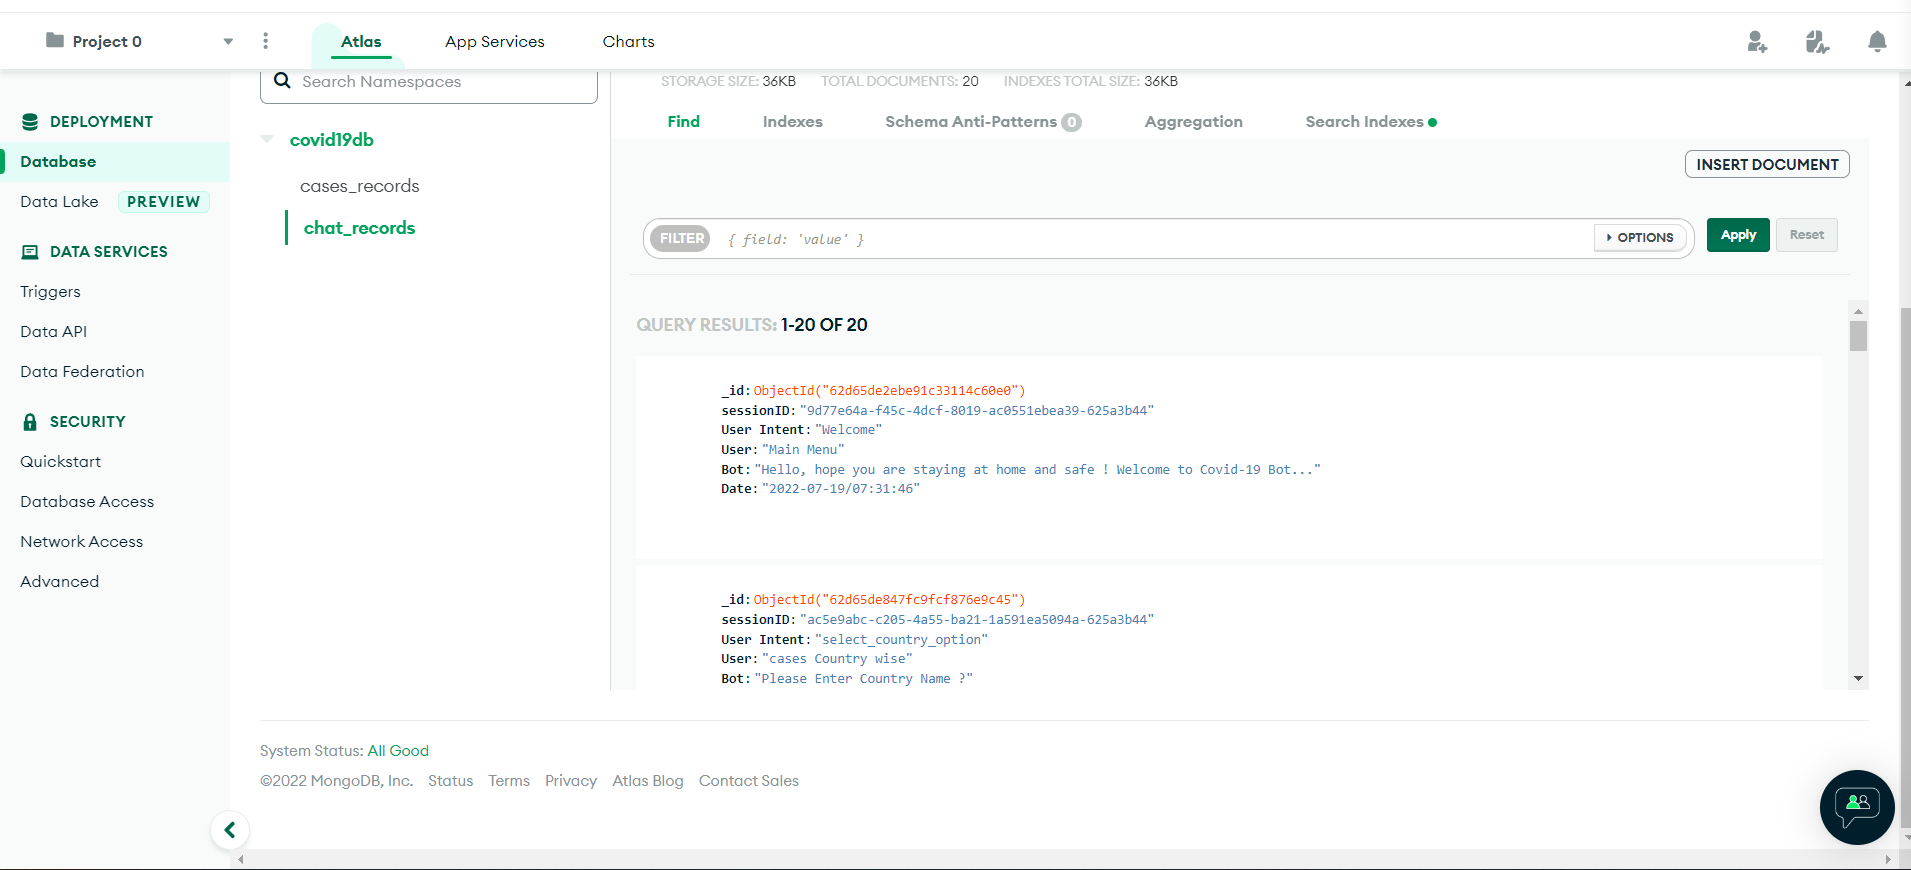 Project 0
Atlas
App Services
Charts
Search Namespaces
STORAGE SIZE: 36KB TOTAL DOCUMENTS: 20 INDEXES TOTAL SIZE: 36KB
DEPLOYMENT
Database
Data Lake PREVIEW
DATA SERVICES
Triggers
Data API
Data Federation
SECURITY
Quickstart
Database Access
Network Access
Advanced
covid19db
cases_records
chat_records
Find
Indexes
Schema Anti-Patterns 0
Aggregation
Search Indexes
INSERT DOCUMENT
FILTER { field: 'value' }
OPTIONS
Apply
Reset
QUERY RESULTS: 1-20 OF 20
_id: ObjectId("62d65de2ebe91c33114c60e0")
sessionID: "9d77e64a-f45c-4dcf-8019-ac0551ebea39-625a3b44"
User Intent: "Welcome"
User: "Main Menu"
Bot: "Hello, hope you are staying at home and safe ! Welcome to Covid-19 Bot..."
Date: "2022-07-19/07:31:46"
_id: ObjectId("62d65de847fc9fcf876e9c45")
sessionID: "ac5e9abc-c205-4a55-ba21-1a591ea5094a-625a3b44"
User Intent: "select_country_option"
User: "cases Country wise"
Bot: "Please Enter Country Name ?"
System Status: All Good
©2022 MongoDB, Inc. Status Terms Privacy Atlas Blog Contact Sales